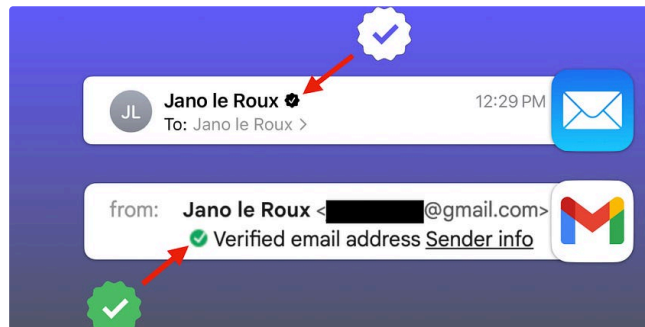 JL
Jano le Roux
12:29 PM
To: Jano le Roux >
from: Jano le Roux < @gmail.com>
Verified email address Sender info